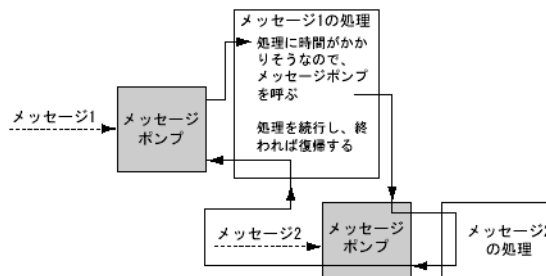 メッセージ1の処理
処理に時間がかか
りそうなので、
メッセージポンプ
を呼ぶ
処理を続行し、終
われば復帰する
メッセージ1
メッセージ
ポンプ
メッセージ2
メッセージ
ポンプ
メッセージ2
の処理